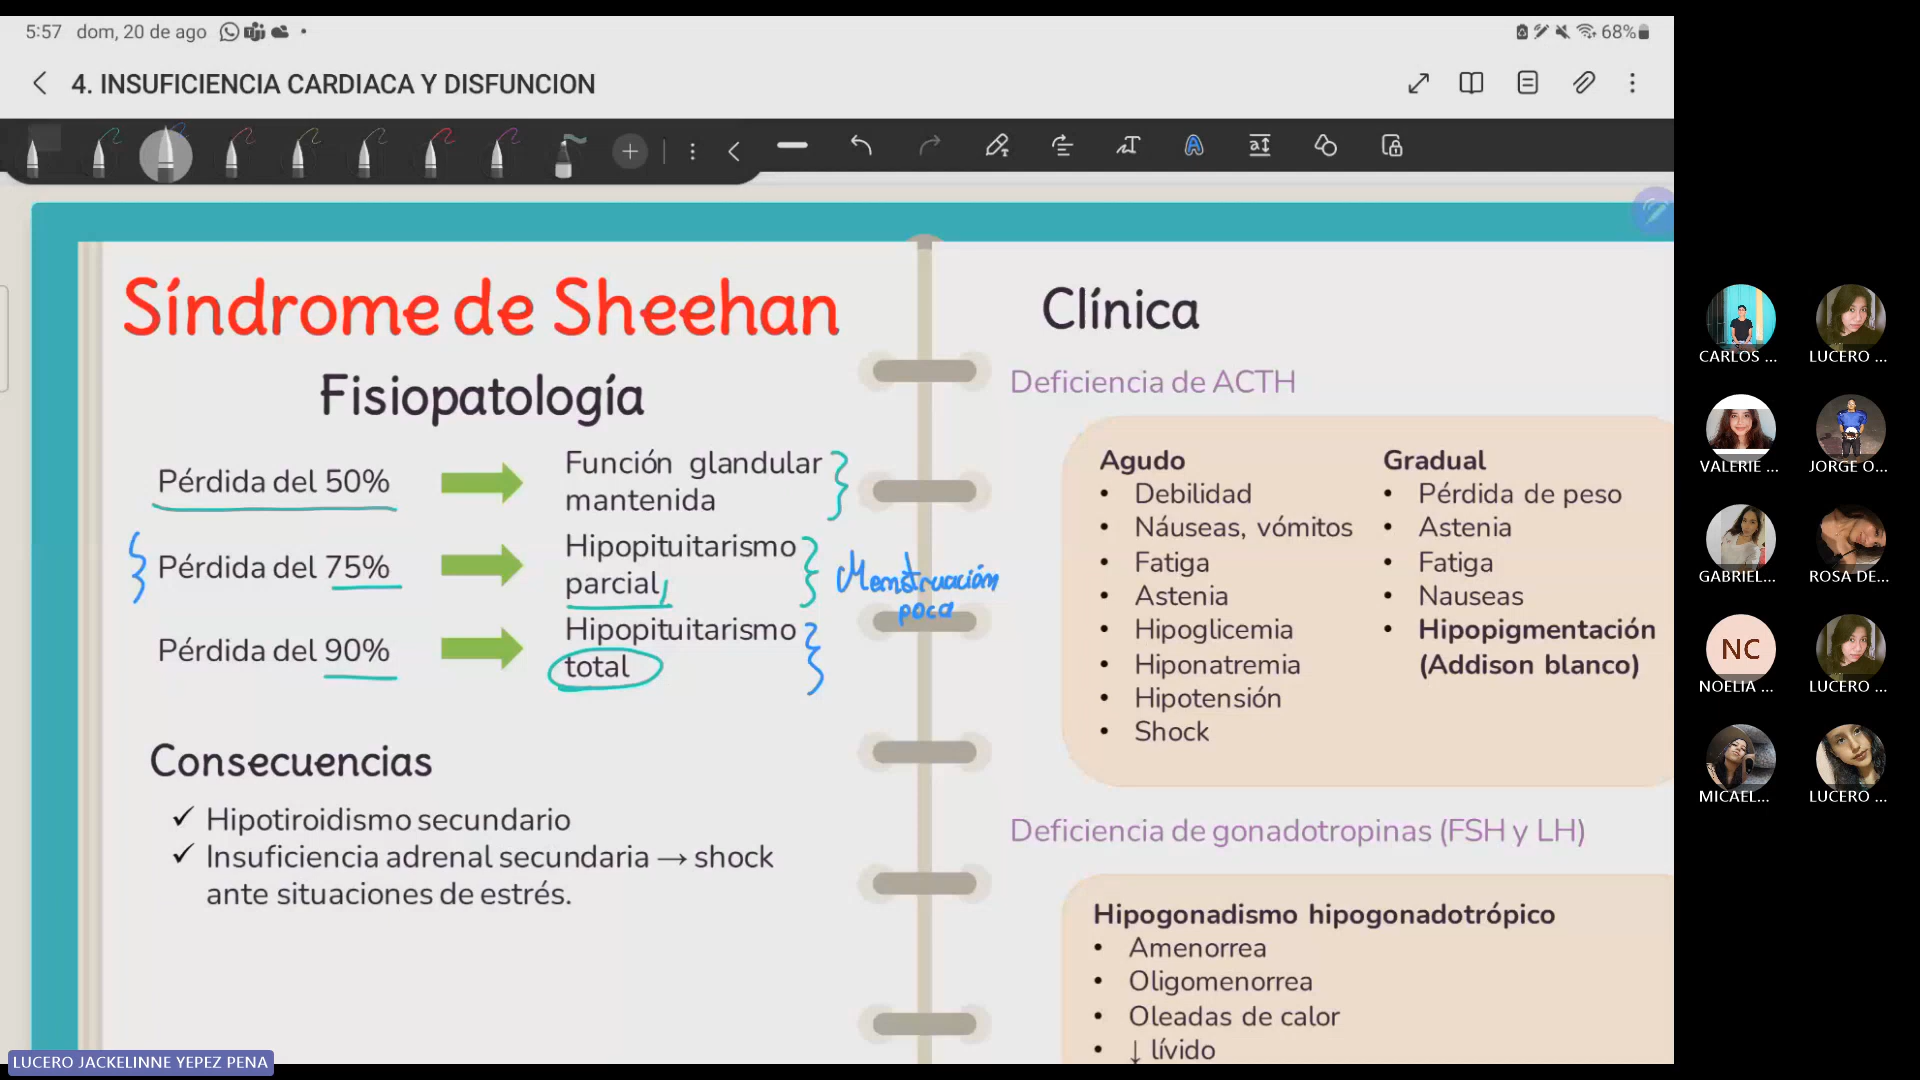 5:57 dom, 20 de ago
68%
4. INSUFICIENCIA CARDIACA Y DISFUNCION
Síndrome de Sheehan
Fisiopatología
Pérdida del 50%
Función glandular
mantenida
Pérdida del 75%
Hipopituitarismo
parcial,
Menstruación
poca
Pérdida del 90%
Hipopituitarismo
total
Consecuencias
✓ Hipotiroidismo secundario
✓ Insuficiencia adrenal secundaria → shock
ante situaciones de estrés.
Clínica
Deficiencia de ACTH
Agudo
• Debilidad
• Náuseas, vómitos
• Fatiga
• Astenia
• Hipoglicemia
• Hiponatremia
• Hipotensión
• Shock
Gradual
• Pérdida de peso
• Astenia
• Fatiga
• Nauseas
• Hipopigmentación
(Addison blanco)
Deficiencia de gonadotropinas (FSH y LH)
Hipogonadismo hipogonadotrópico
• Amenorrea
• Oligomenorrea
• Oleadas de calor
• ↓ lívido
CARLOS ...
LUCERO ...
VALERIE ...
JORGE O...
GABRIEL...
ROSA DE...
NC
NOELIA ...
LUCERO ...
MICAEL...
LUCERO ...
LUCERO JACKELINNE YEPEZ PENA